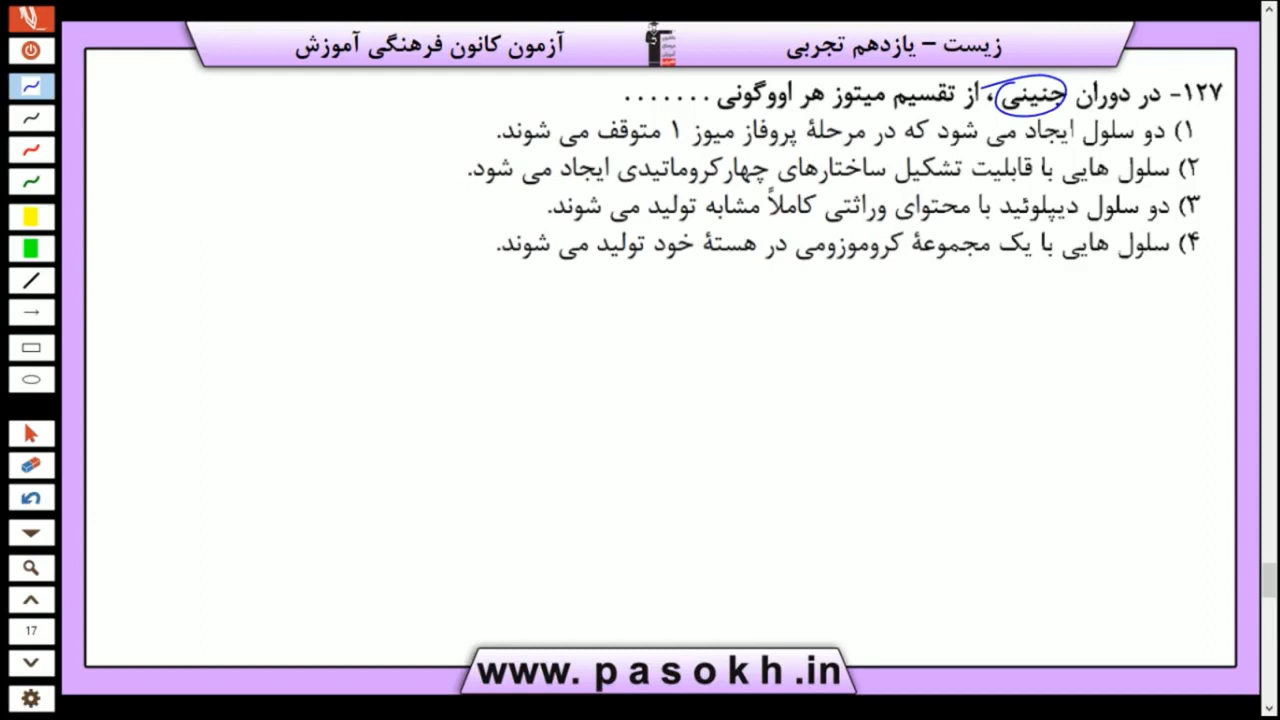 زیست – یازدهم تجربی
آزمون کانون فرهنگی آموزش
۱۲۷- در دوران جنینی، از تقسیم میتوز هر اووگونی .......
۱) دو سلول ایجاد می شود که در مرحلهٔ پروفاز میوز ۱ متوقف می شوند.
۲) سلول هایی با قابلیت تشکیل ساختارهای چهارکروماتیدی ایجاد می شود.
۳) دو سلول دیپلوئید با محتوای وراثتی کاملاً مشابه تولید می شوند.
۴) سلول هایی با یک مجموعهٔ کروموزومی در هستهٔ خود تولید می شوند.
17
www. p a s o k h .in